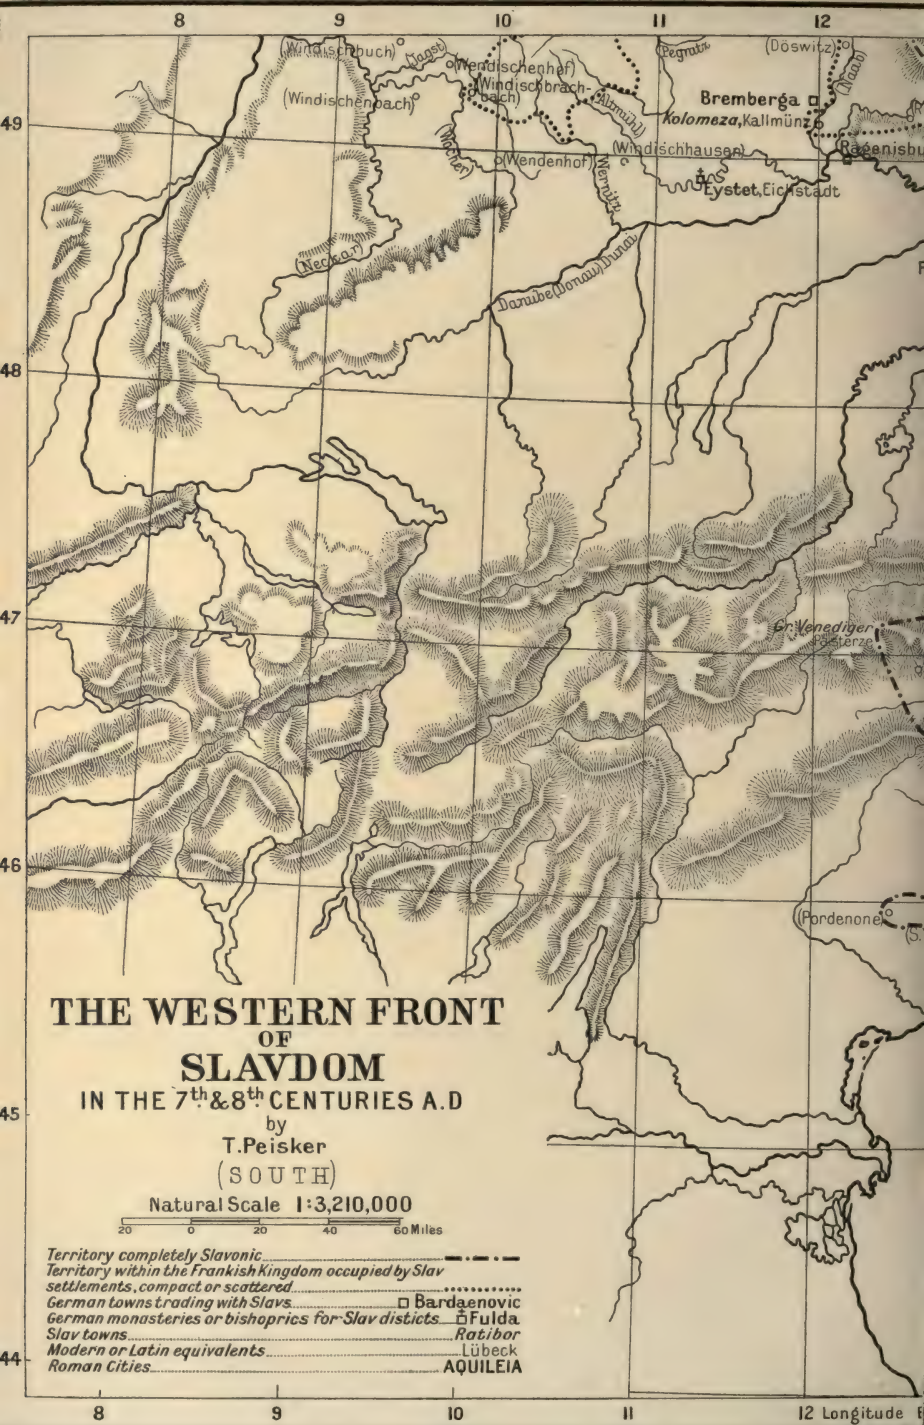 8 9 10 11 12
(Windischbuch)
(Jagst)
(Wendischenhof)
(Pegnitz)
(Döswitz)
(Naab)
(Windischenbach)
(Windischbrach-
bach)
(Altmühl)
Bremberga
Kolomeza, Kallmünz
49
(Kocher)
(Wendenhof)
(Windischhausen)
Ragenisbu
Wernitz
Eystet, Eichstädt
(Neckar)
Danube (Donau) Dunai
48
47
Gr. Venediger
Pasterze
46
(Pordenone)
(S.
THE WESTERN FRONT
OF
SLAVDOM
IN THE 7th & 8th CENTURIES A.D
by
T. Peisker
(SOUTH)
45
Natural Scale 1:3,210,000
20 0 20 40 60 Miles
Territory completely Slavonic
Territory within the Frankish Kingdom occupied by Slav
settlements, compact or scattered
German towns trading with Slavs Bardaenovic
German monasteries or bishoprics for Slav disticts Fulda
Slav towns Ratibor
Modern or Latin equivalents Lübeck
44
Roman Cities AQUILEIA
8 9 10 11 12 Longitude E